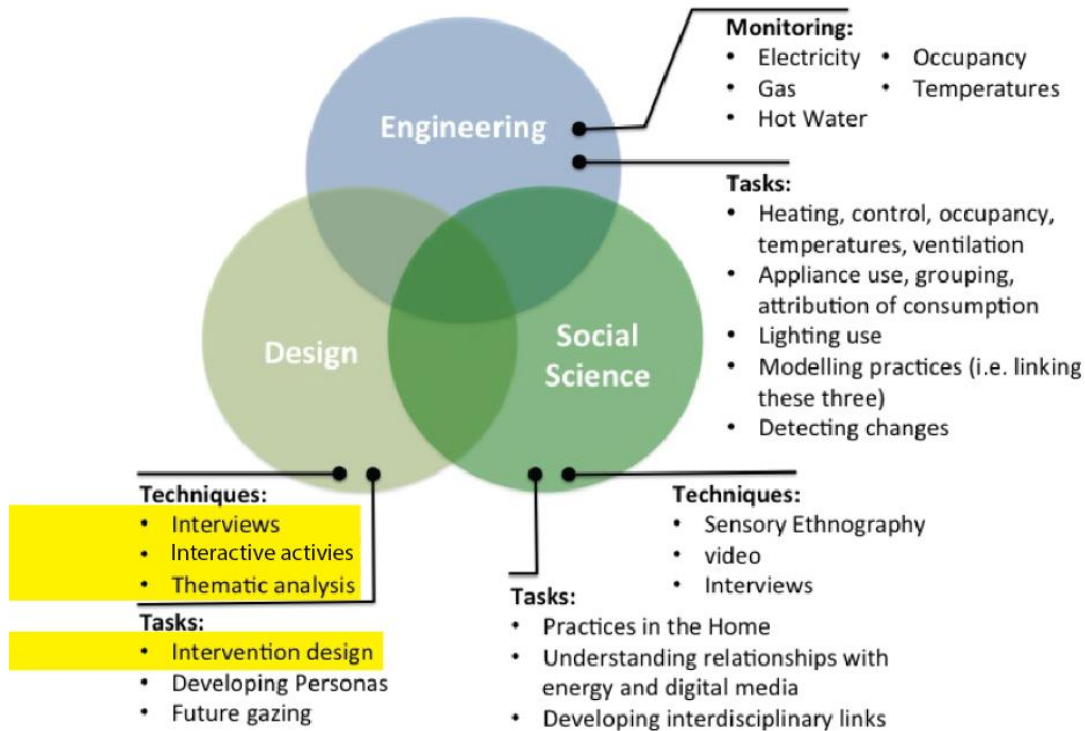 Engineering
Design
Social
Science
Monitoring:
• Electricity
• Gas
• Hot Water
• Occupancy
• Temperatures
Tasks:
• Heating, control, occupancy,
temperatures, ventilation
• Appliance use, grouping,
attribution of consumption
• Lighting use
• Modelling practices (i.e. linking
these three)
• Detecting changes
Techniques:
• Interviews
• Interactive activies
• Thematic analysis
Tasks:
• Intervention design
• Developing Personas
• Future gazing
Techniques:
• Sensory Ethnography
• video
• Interviews
Tasks:
• Practices in the Home
• Understanding relationships with
energy and digital media
• Developing interdisciplinary links